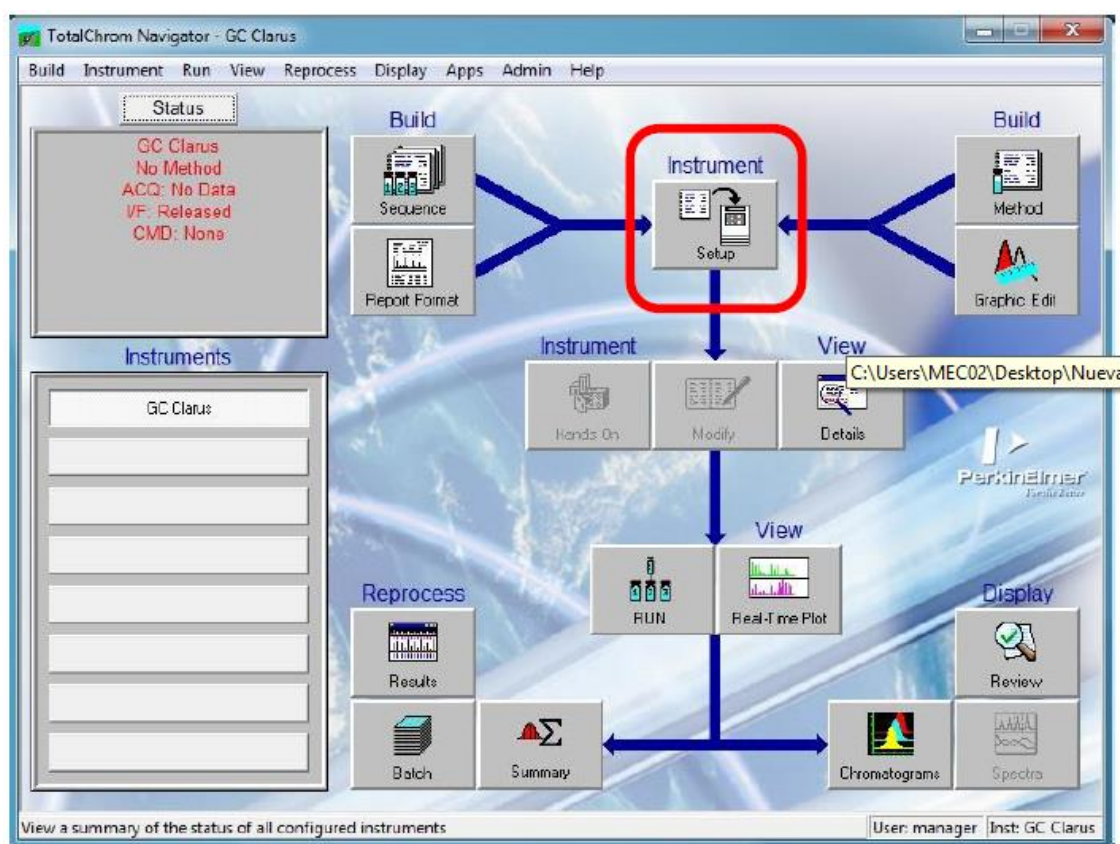 TotalChrom Navigator - GC Clarus
Build Instrument Run View Reprocess Display Apps Admin Help
Status
GC Clarus
No Method
ACQ: No Data
I/F: Released
CMD: None
Instruments
GC Clarus
Build
Sequence
Report Format
Instrument
Setup
Build
Method
Graphic Edit
Instrument
Hands On
Modify
View
Details
C:\Users\MEC02\Desktop\Nueva
PerkinElmer
For the Better
RUN
View
Real-Time Plot
Reprocess
Results
Batch
Summary
Display
Review
Chromatograms
Spectra
View a summary of the status of all configured instruments
User: manager Inst: GC Clarus